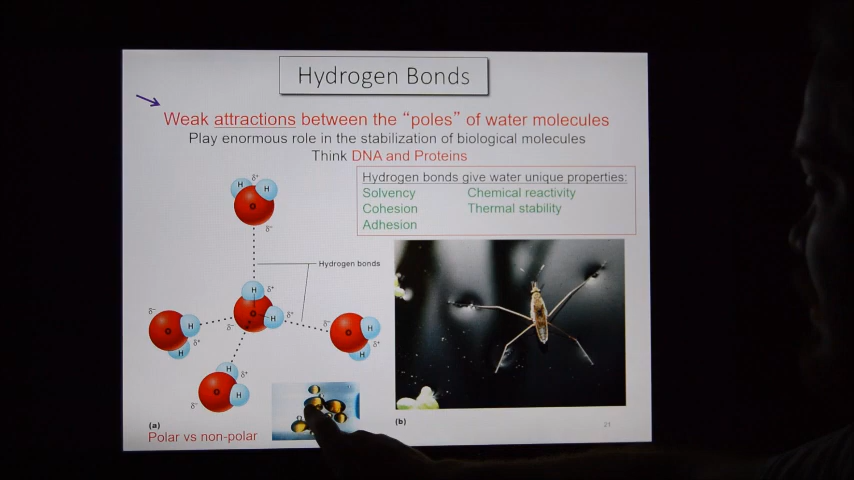 Hydrogen Bonds
Weak attractions between the “poles” of water molecules
Play enormous role in the stabilization of biological molecules
Think DNA and Proteins
Hydrogen bonds give water unique properties:
Solvency Chemical reactivity
Cohesion Thermal stability
Adhesion
H δ+ H
O
δ−
Hydrogen bonds
H δ+
δ− O H δ+ δ− H
O H δ− O
H δ+ H δ+
H δ+
O H
δ−
(a) (b) 21
Polar vs non-polar